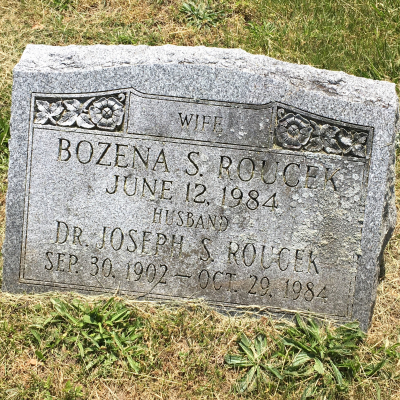 WIFE
BOZENA S. ROUCEK
JUNE 12, 1984
HUSBAND
DR. JOSEPH S. ROUCEK
SEP. 30, 1902 — OCT. 29, 1984